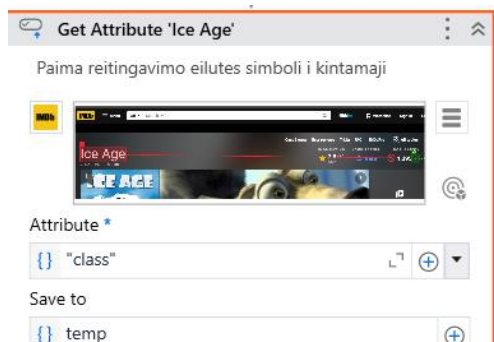 Get Attribute 'Ice Age'
Paima reitingavimo eilutes simboli i kintamaji
IMDb
IMDb
Ice Age
ICE AGE
Attribute *
{} "class"
Save to
{} temp